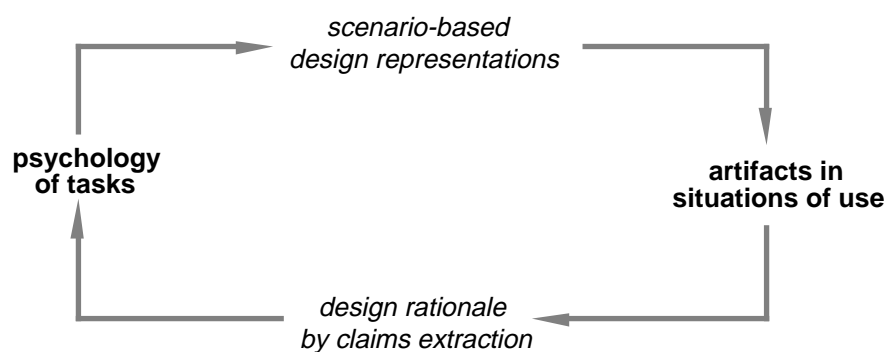 scenario-based
design representations
psychology
of tasks
artifacts in
situations of use
design rationale
by claims extraction